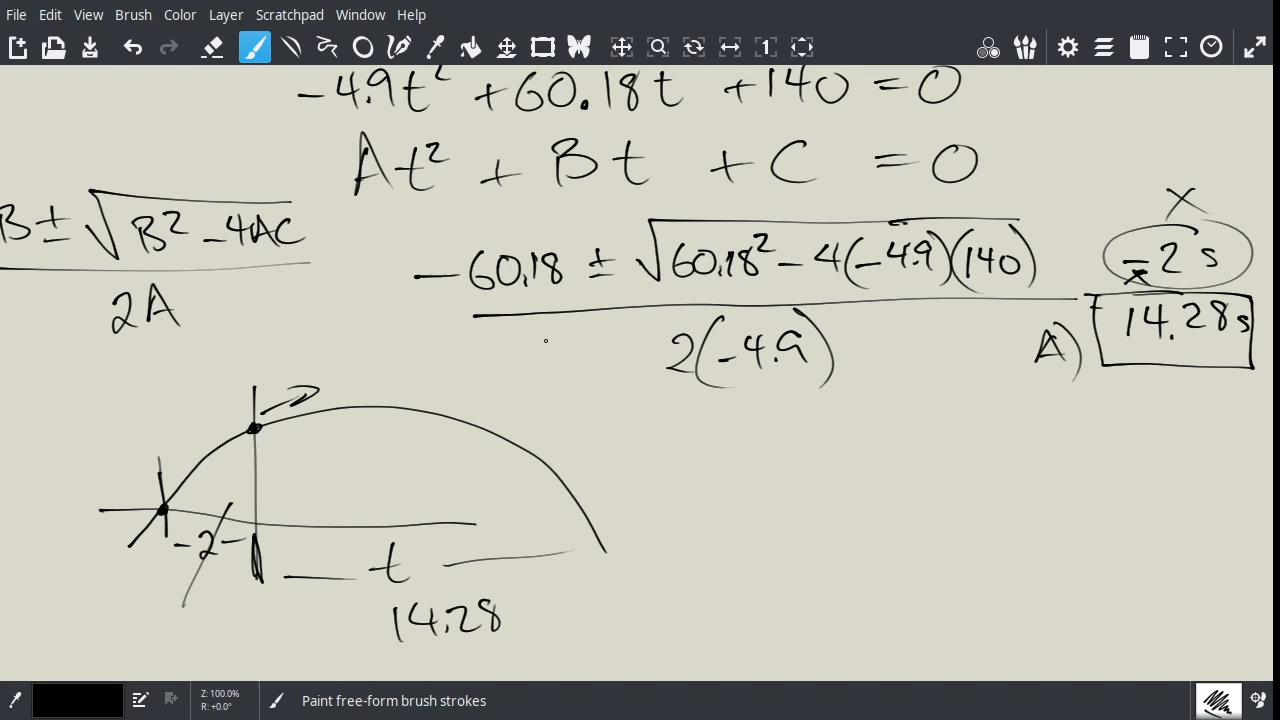 File Edit View Brush Color Layer Scratchpad Window Help
-4.9t² +60.18t +140 =0
At² + Bt + C =0
B ± √B² -4AC
2A
-60.18 ± √60.18² -4(-4.9)(140)
2(-4.9)
x
-2 s
A) 14.28s
-2-
t
14.28
Z: 100.0%
R: +0.0°
Paint free-form brush strokes